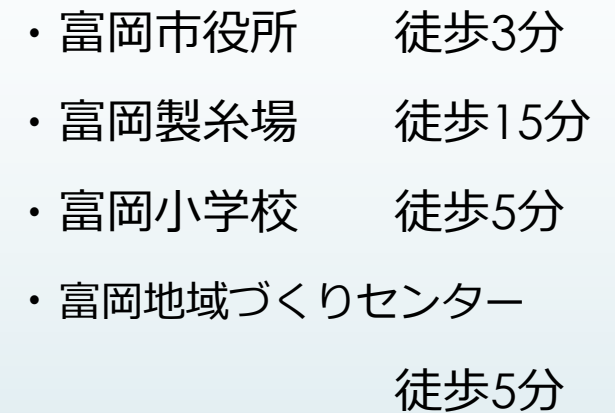 ・富岡市役所　　徒歩3分
・富岡製糸場　　徒歩15分
・富岡小学校　　徒歩5分
・富岡地域づくりセンター
徒歩5分